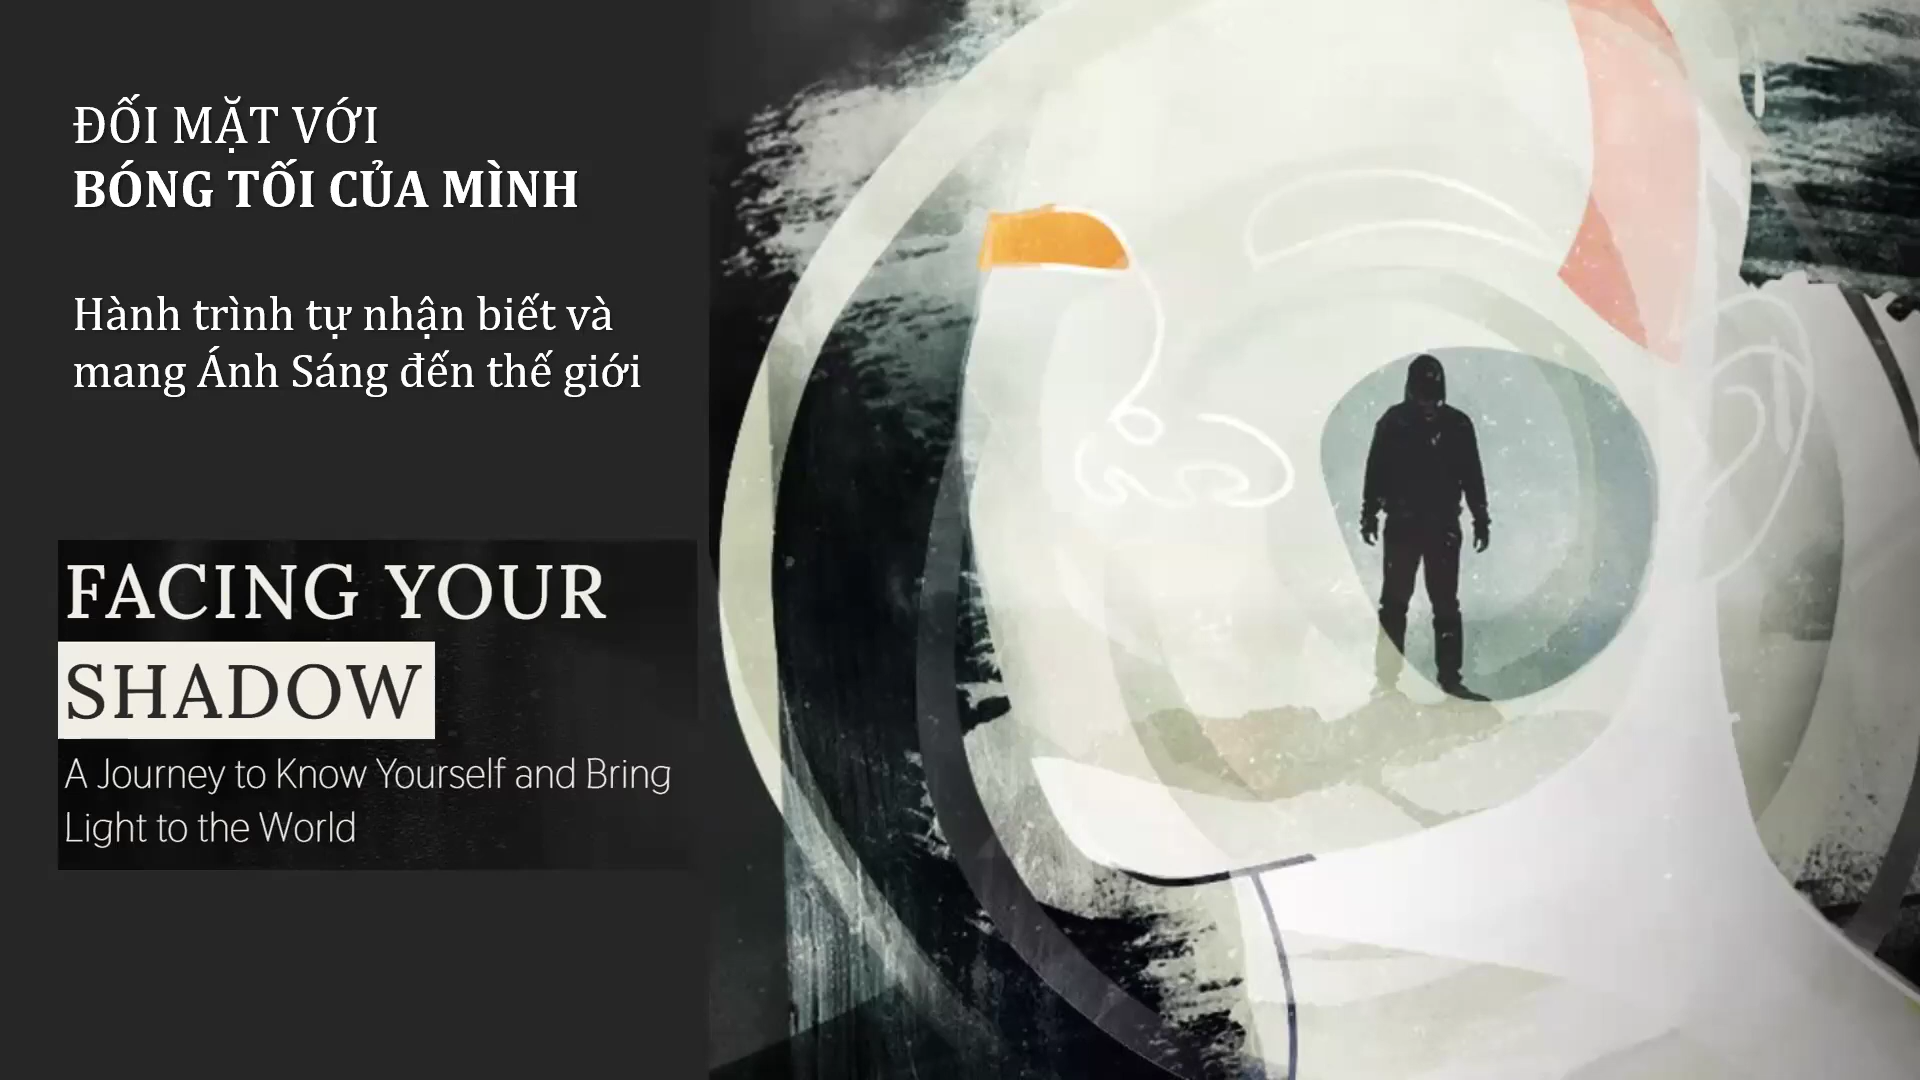 ĐỐI MẶT VỚI
BÓNG TỐI CỦA MÌNH
Hành trình tự nhận biết và
mang Ánh Sáng đến thế giới
FACING YOUR
SHADOW
A Journey to Know Yourself and Bring
Light to the World